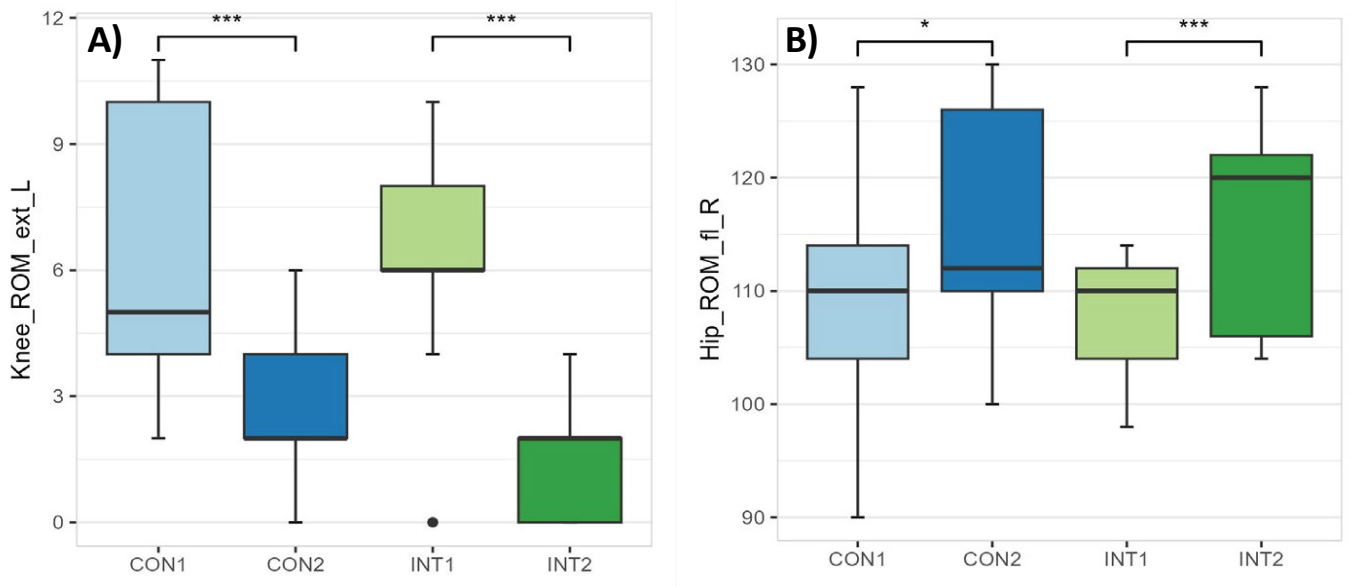 A)
***
***
12
9
6
3
0
Knee_ROM_ext_L
CON1 CON2 INT1 INT2
B)
*
***
130
120
110
100
90
Hip_ROM_fl_R
CON1 CON2 INT1 INT2